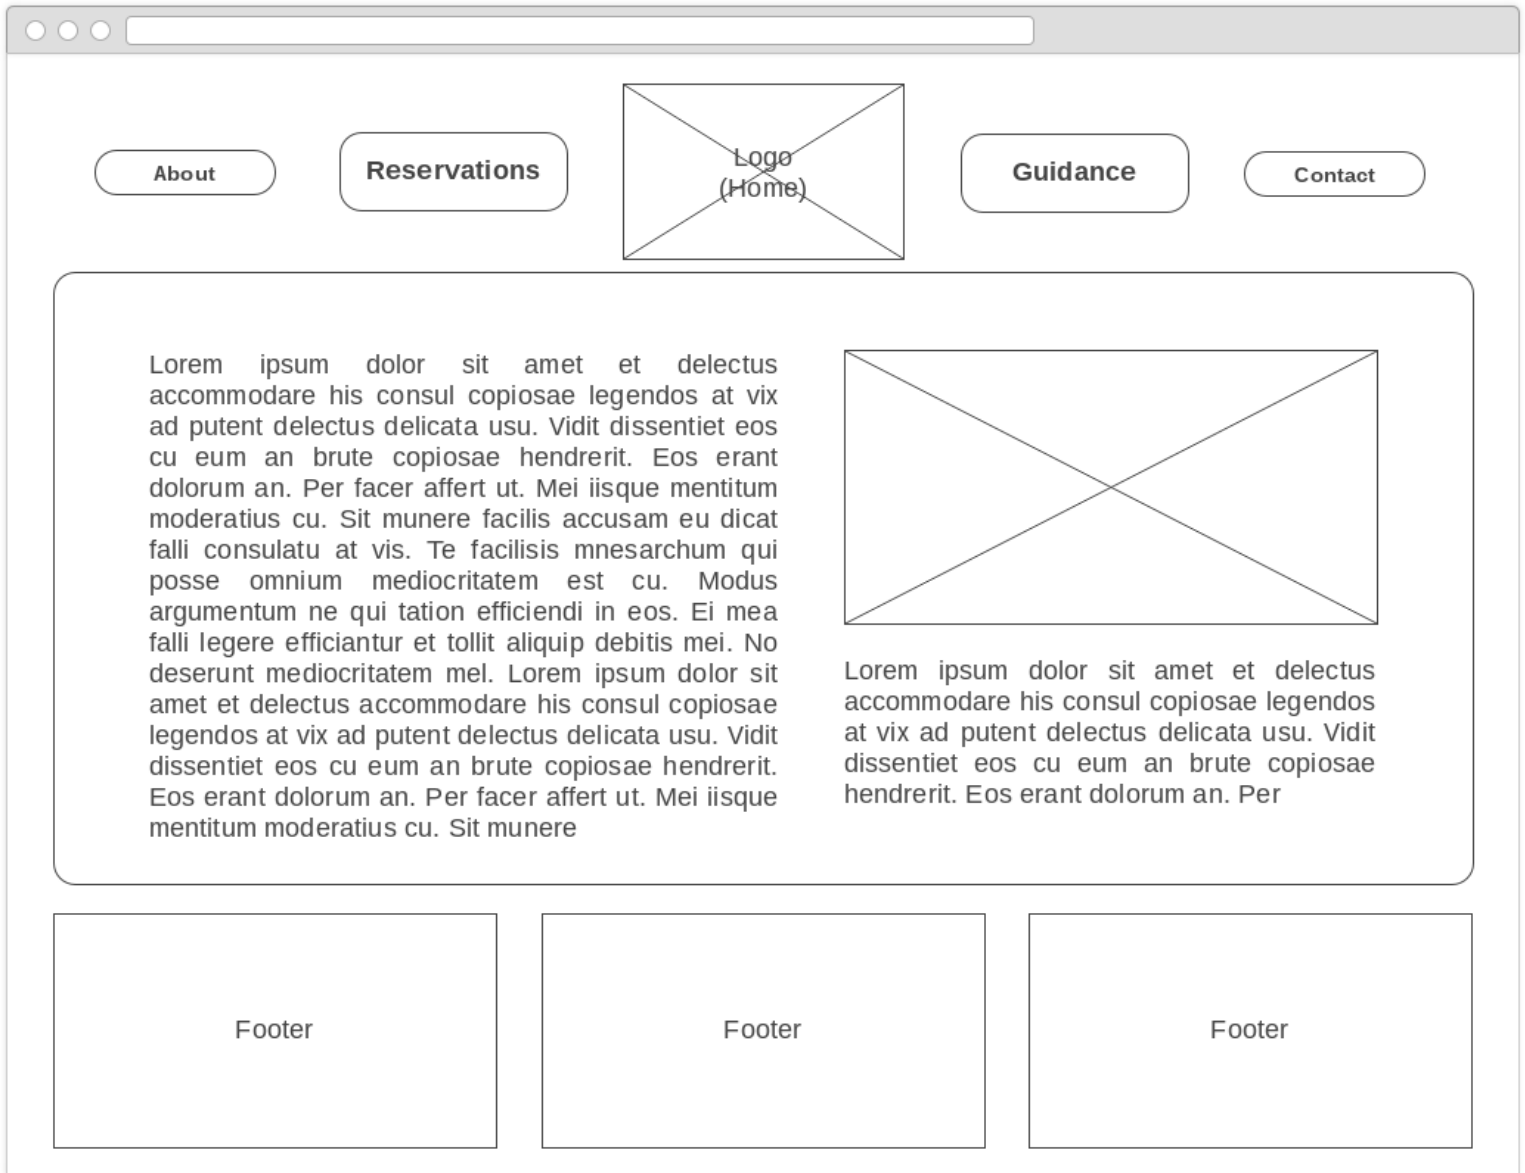 About
Reservations
Logo
(Home)
Guidance
Contact
Lorem ipsum dolor sit amet et delectus
accommodare his consul copiosae legendos at vix
ad putent delectus delicata usu. Vidit dissentiet eos
cu eum an brute copiosae hendrerit. Eos erant
dolorum an. Per facer affert ut. Mei iisque mentitum
moderatius cu. Sit munere facilis accusam eu dicat
falli consulatu at vis. Te facilisis mnesarchum qui
posse omnium mediocritatem est cu. Modus
argumentum ne qui tation efficiendi in eos. Ei mea
falli legere efficiantur et tollit aliquip debitis mei. No
deserunt mediocritatem mel. Lorem ipsum dolor sit
amet et delectus accommodare his consul copiosae
legendos at vix ad putent delectus delicata usu. Vidit
dissentiet eos cu eum an brute copiosae hendrerit.
Eos erant dolorum an. Per facer affert ut. Mei iisque
mentitum moderatius cu. Sit munere
Lorem ipsum dolor sit amet et delectus
accommodare his consul copiosae legendos
at vix ad putent delectus delicata usu. Vidit
dissentiet eos cu eum an brute copiosae
hendrerit. Eos erant dolorum an. Per
Footer
Footer
Footer